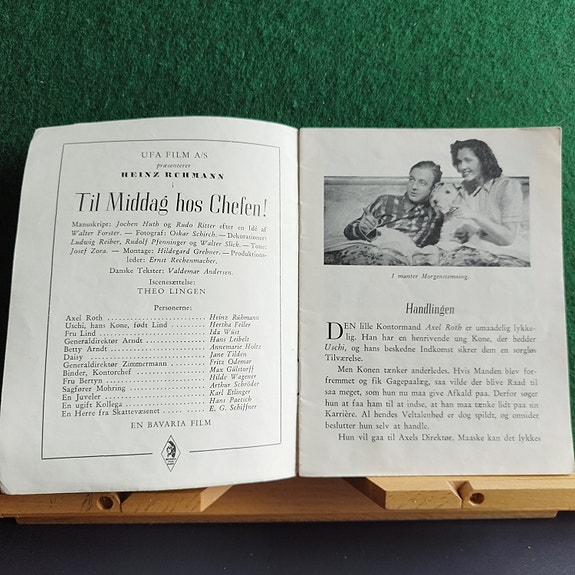 UFA FILM A/S
præsenterer
HEINZ RÜHMANN
i
Til Middag hos Chefen!
Manuskript: Jochen Huth og Rudo Ritter efter en Idé af
Walter Forster. — Fotograf: Oskar Schirch. — Dekorationer:
Ludwig Reiber, Rudolf Pfenninger og Walter Slick. — Tone:
Josef Zora. — Montage: Hildegard Grebner. — Produktions-
leder: Ernst Rechenmacher.
Danske Tekster: Valdemar Andersen.
Iscenesættelse:
THEO LINGEN
Personerne:
Axel Roth Heinz Rühmann
Uschi, hans Kone, født Lind Hertha Feiler
Fru Lind Ida Wüst
Generaldirektør Arndt Hans Leibelt
Betty Arndt Annemarie Holtz
Daisy Jane Tilden
Generaldirektør Zimmermann Fritz Odemar
Binder, Kontorchef Max Gülstorff
Fru Bertyn Hilde Wagener
Sagfører Mohring Arthur Schröder
En Juveler Karl Etlinger
En ugift Kollega Hans Paetsch
En Herre fra Skattevæsenet E. G. Schiffner
EN BAVARIA FILM
I munter Morgenstemning.
Handlingen
DEN lille Kontormand Axel Roth er umaadelig lykke-
lig. Han har en henrivende ung Kone, der hedder
Uschi, og hans beskedne Indkomst sikrer dem en sorgløs
Tilværelse.
Men Konen tænker anderledes. Hvis Manden blev for-
fremmet og fik Gagepaalæg, saa vilde der blive Raad til
saa meget, som hun nu maa give Afkald paa. Derfor søger
hun at faa ham til at indse, at han maa tænke lidt paa sin
Karriére. Al hendes Veltalenhed er dog spildt, og omsider
beslutter hun selv at handle.
Hun vil gaa til Axels Direktør. Maaske kan det lykkes